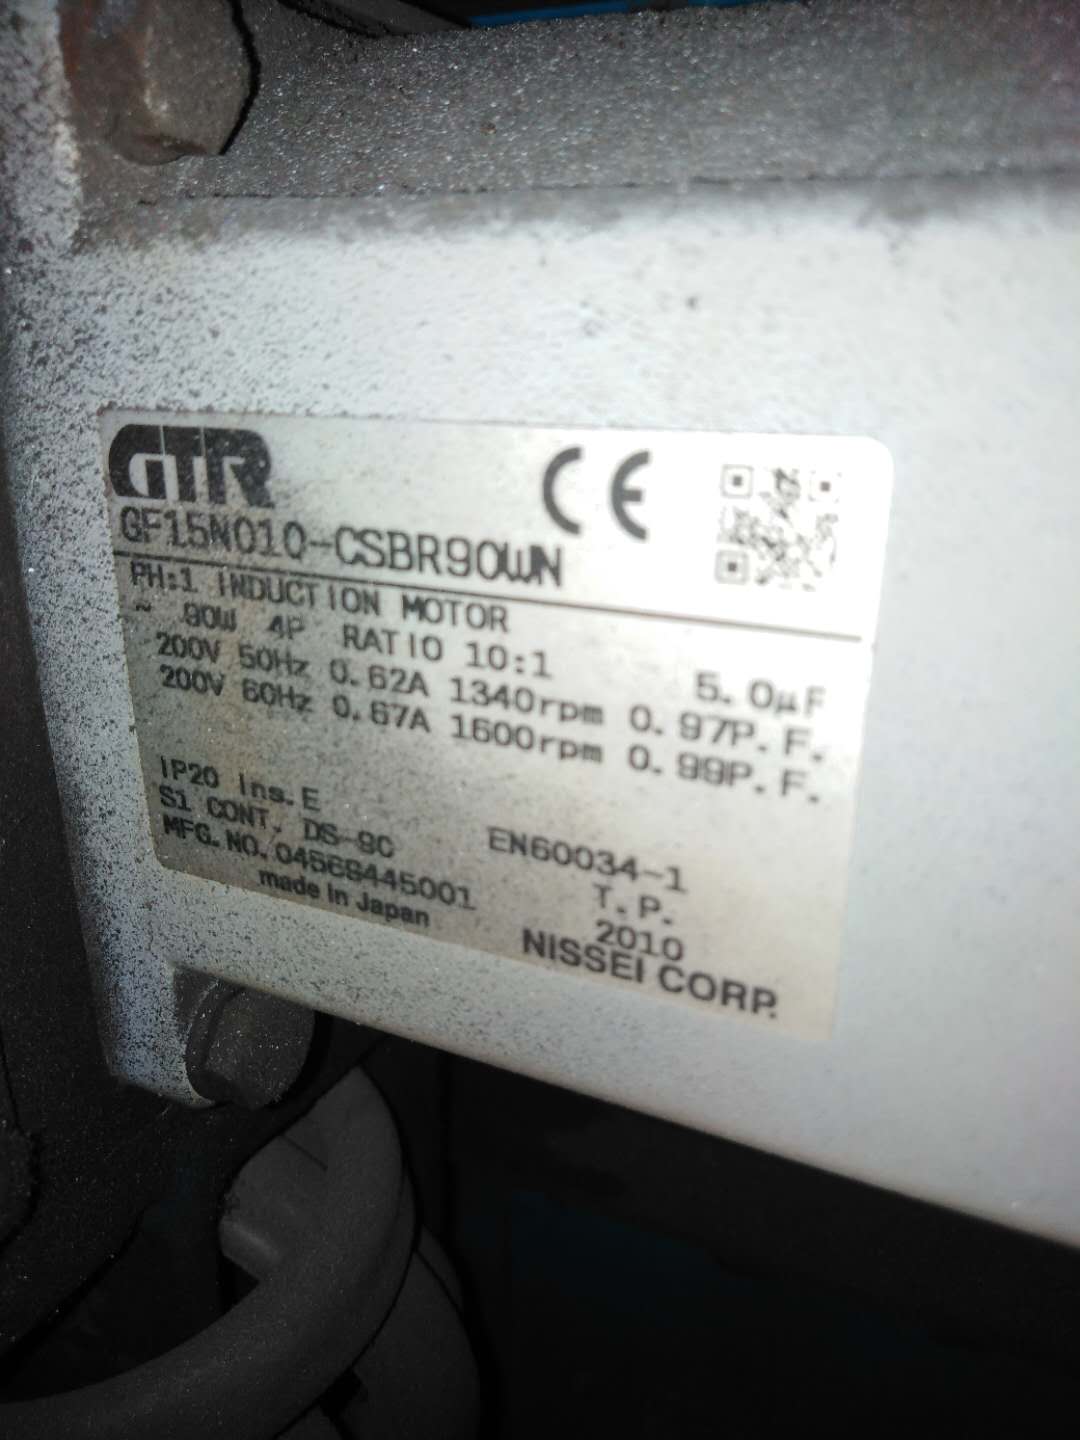 GTR
CE
GF15N010-CSBR90WN
PH:1 INDUCTION MOTOR
~ 90W 4P RATIO 10:1 5.0µF
200V 50Hz 0.62A 1340rpm 0.97P.F.
200V 60Hz 0.67A 1600rpm 0.99P.F.
IP20 Ins.E
S1 CONT. DS-90 EN60034-1
MFG.NO. 04568445001 T.P.
made in Japan 2010
NISSEI CORP.